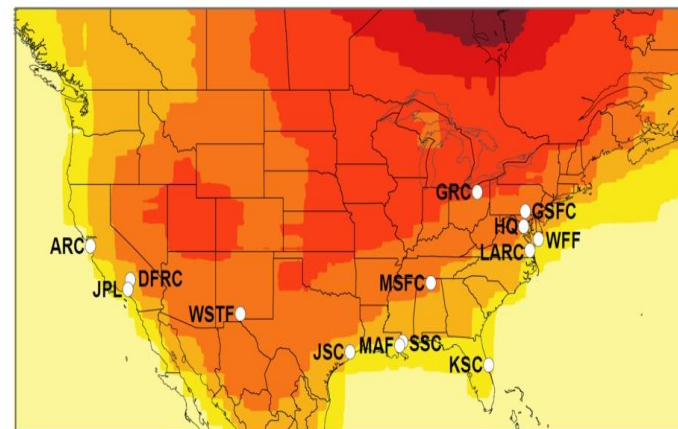 GRC
GSFC
HQ
WFF
ARC
LARC
DFRC
MSFC
JPL
WSTF
MAF
SSC
JSC
KSC